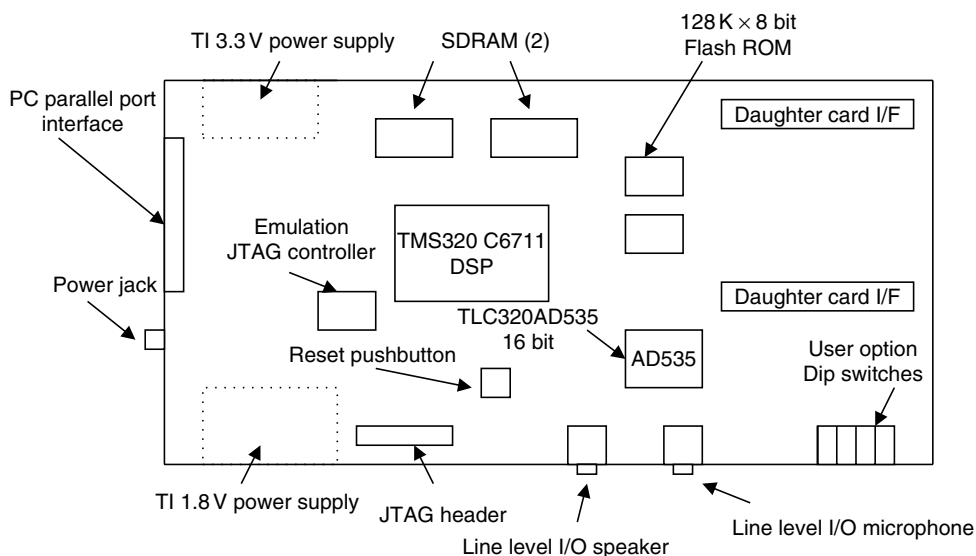 128 K × 8 bit
Flash ROM
TI 3.3 V power supply
SDRAM (2)
PC parallel port
interface
Daughter card I/F
Emulation
JTAG controller
TMS320 C6711
DSP
Power jack
Daughter card I/F
TLC320AD535
16 bit
Reset pushbutton
AD535
User option
Dip switches
TI 1.8 V power supply
JTAG header
Line level I/O speaker
Line level I/O microphone